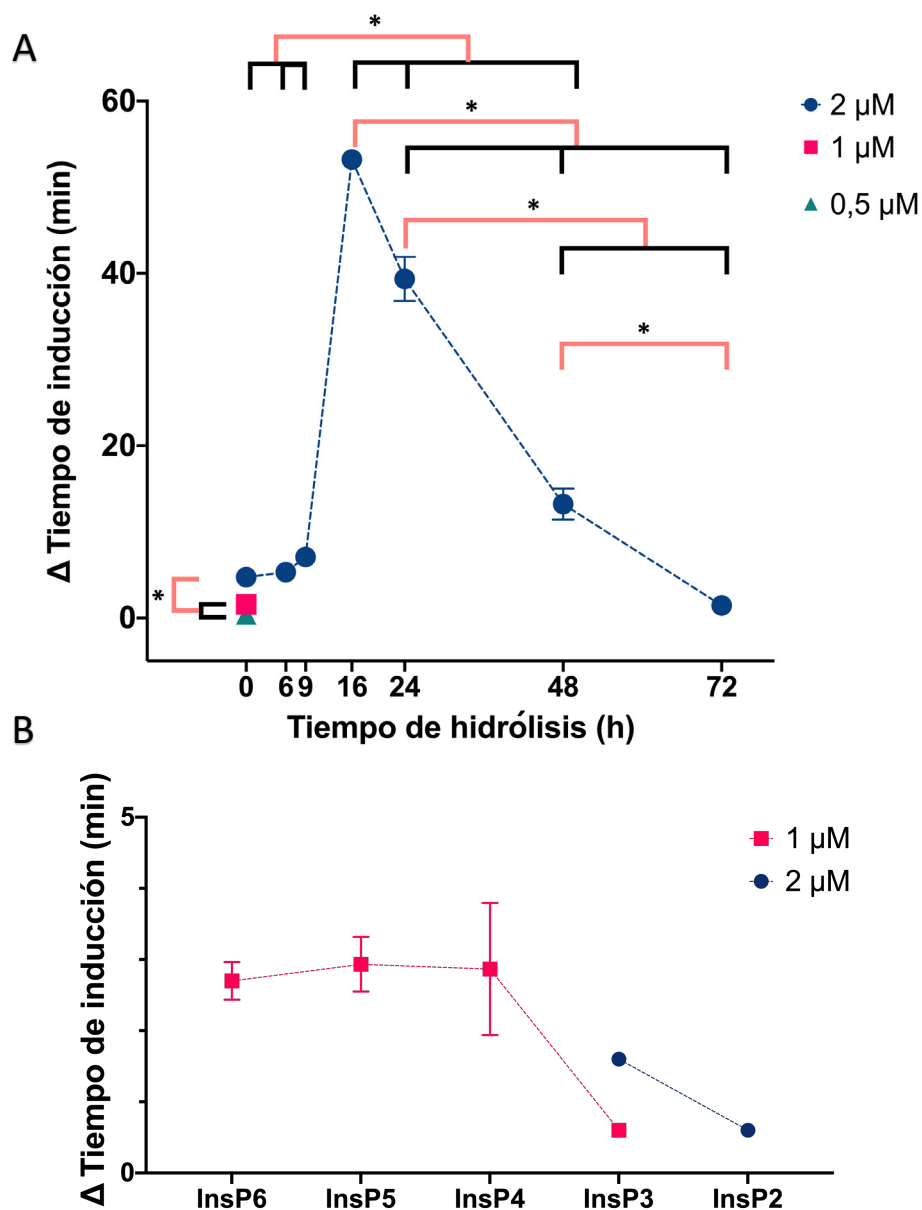 A
*
60
*
2 µM
1 µM
0,5 µM
*
40
*
20
*
0
Δ Tiempo de inducción (min)
0 6 9 16 24 48 72
Tiempo de hidrólisis (h)
B
5
1 µM
2 µM
Δ Tiempo de inducción (min)
0
InsP6 InsP5 InsP4 InsP3 InsP2